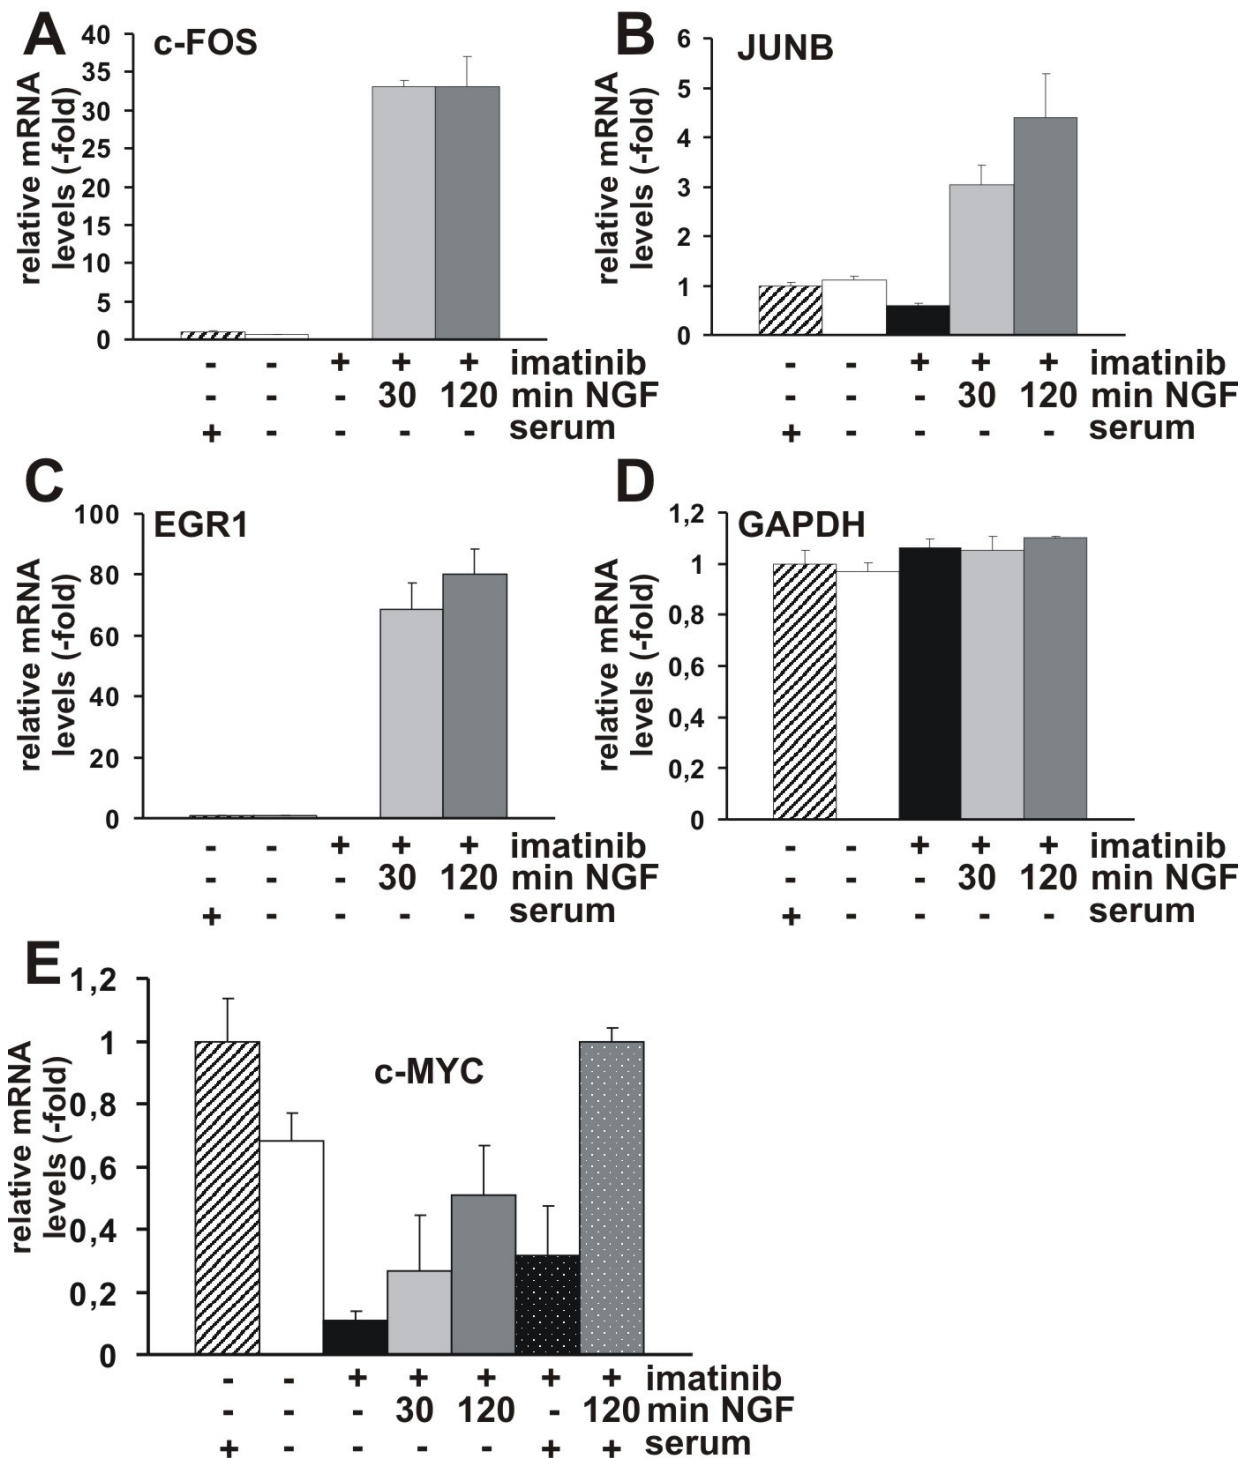 A
c-FOS
relative mRNA
levels (-fold)
40
35
30
25
20
15
10
5
0
- - + + + imatinib
- - - 30 120 min NGF
+ - - - - serum
B
JUNB
relative mRNA
levels (-fold)
6
5
4
3
2
1
0
- - + + + imatinib
- - - 30 120 min NGF
+ - - - - serum
C
EGR1
relative mRNA
levels (-fold)
100
80
60
40
20
0
- - + + + imatinib
- - - 30 120 min NGF
+ - - - - serum
D
GAPDH
relative mRNA
levels (-fold)
1,2
1
0,8
0,6
0,4
0,2
0
- - + + + imatinib
- - - 30 120 min NGF
+ - - - - serum
E
c-MYC
relative mRNA
levels (-fold)
1,2
1
0,8
0,6
0,4
0,2
0
- - + + + + + imatinib
- - - 30 120 - 120 min NGF
+ - - - - + + serum